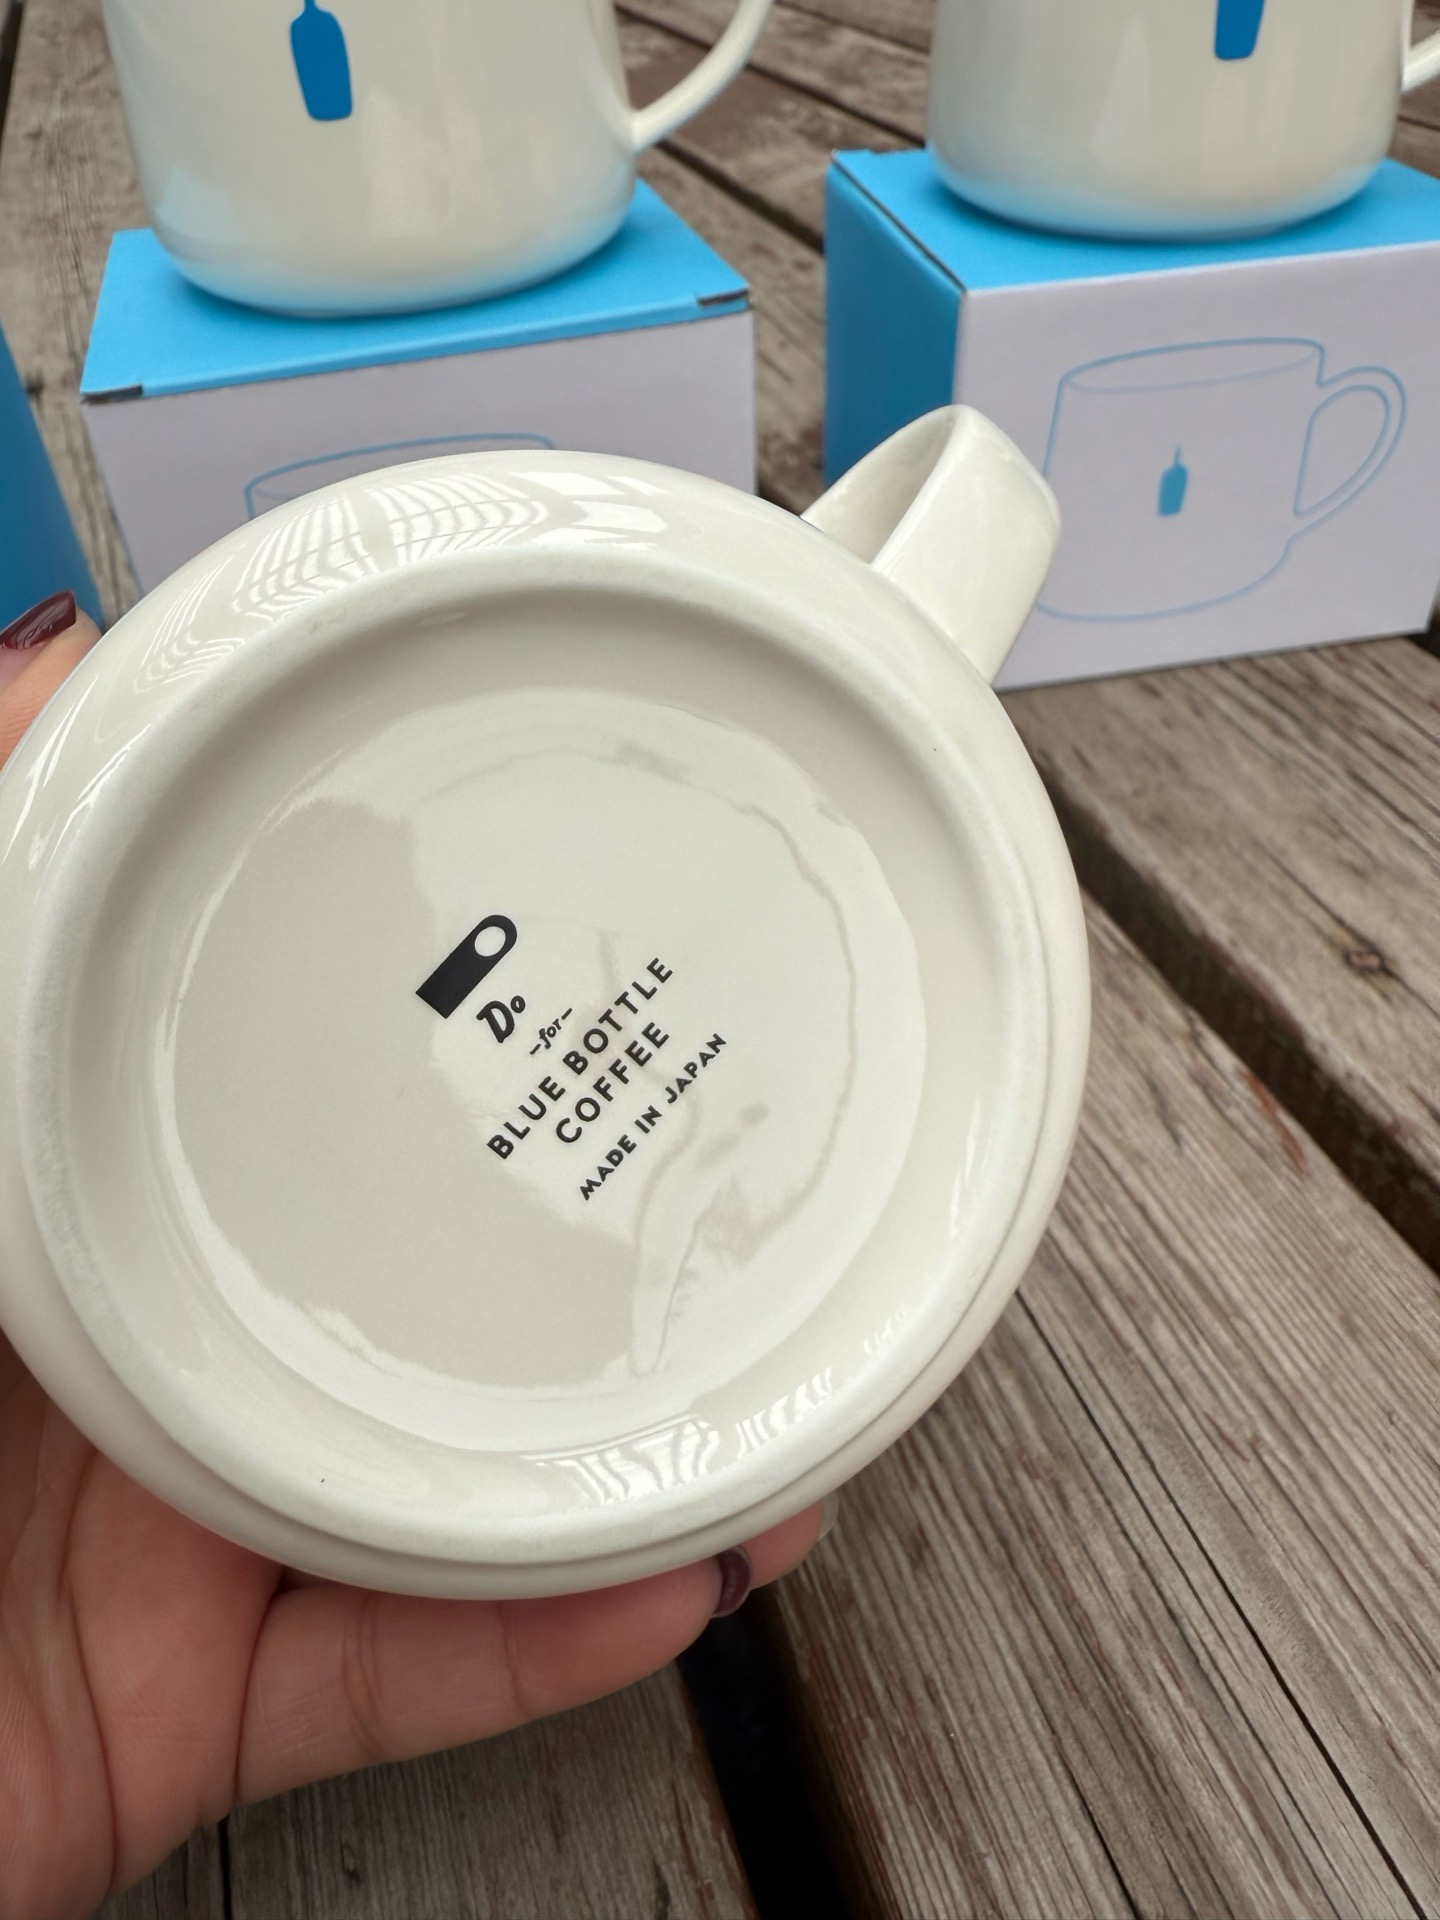 Do
-for-
BLUE BOTTLE
COFFEE
MADE IN JAPAN